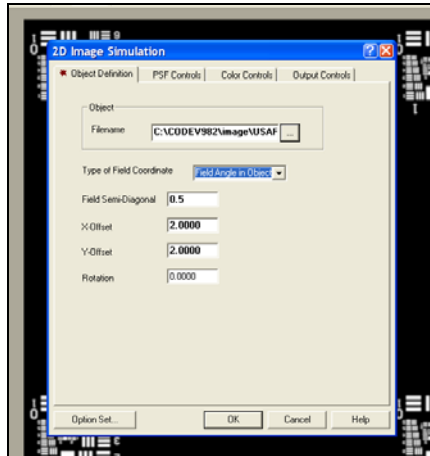 2D Image Simulation
Object Definition PSF Controls Color Controls Output Controls
Object
Filename C:\CODEV982\image\USAF ...
Type of Field Coordinate Field Angle in Object
Field Semi-Diagonal 0.5
X-Offset 2.0000
Y-Offset 2.0000
Rotation 0.0000
Option Set... OK Cancel Help